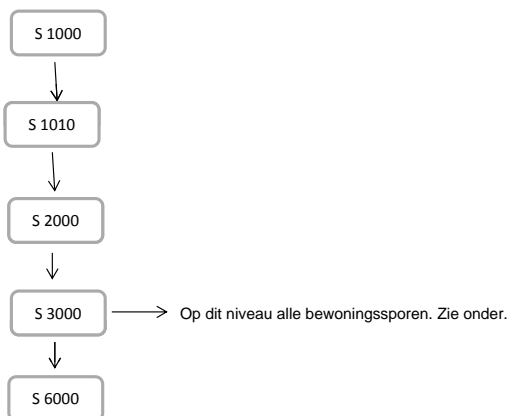 S 1000
S 1010
S 2000
S 3000
Op dit niveau alle bewoningssporen. Zie onder.
S 6000